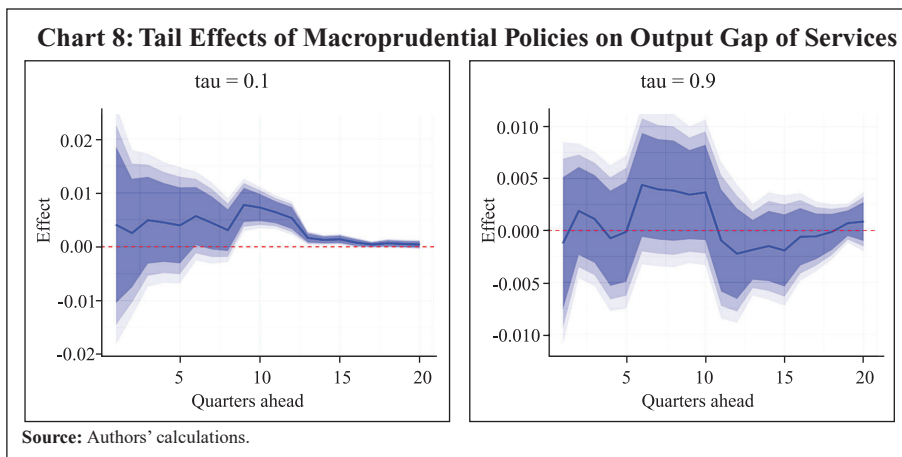 Chart 8: Tail Effects of Macroprudential Policies on Output Gap of Services
tau = 0.1
Effect
0.02
0.01
0.00
-0.01
-0.02
5
10
15
20
Quarters ahead
tau = 0.9
Effect
0.010
0.005
0.000
-0.005
-0.010
5
10
15
20
Quarters ahead
Source: Authors' calculations.